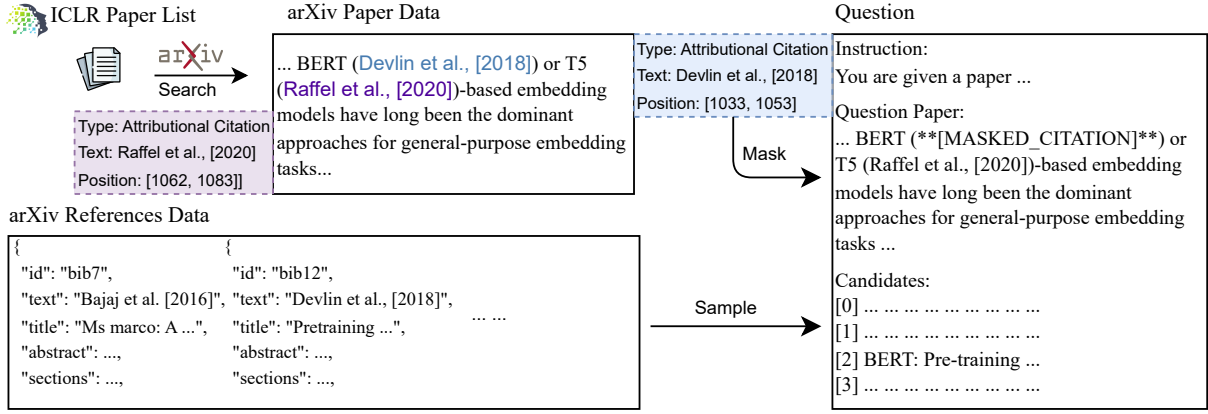 ICLR Paper List
arXiv
Search
Type: Attributional Citation
Text: Raffel et al., [2020]
Position: [1062, 1083]]
arXiv Paper Data
... BERT (Devlin et al., [2018]) or T5
(Raffel et al., [2020])-based embedding
models have long been the dominant
approaches for general-purpose embedding
tasks...
Type: Attributional Citation
Text: Devlin et al., [2018]
Position: [1033, 1053]
Mask
arXiv References Data
{
"id": "bib7",
"text": "Bajaj et al. [2016]",
"title": "Ms marco: A ...",
"abstract": ...,
"sections": ...,
{
"id": "bib12",
"text": "Devlin et al., [2018]",
"title": "Pretraining ...",
"abstract": ...,
"sections": ...,
... ...
Sample
Question
Instruction:
You are given a paper ...
Question Paper:
... BERT (**[MASKED_CITATION]**) or
T5 (Raffel et al., [2020])-based embedding
models have long been the dominant
approaches for general-purpose embedding
tasks ...
Candidates:
[0] ... ... ... ... ... ... ... ...
[1] ... ... ... ... ... ... ... ...
[2] BERT: Pre-training ...
[3] ... ... ... ... ... ... ... ...